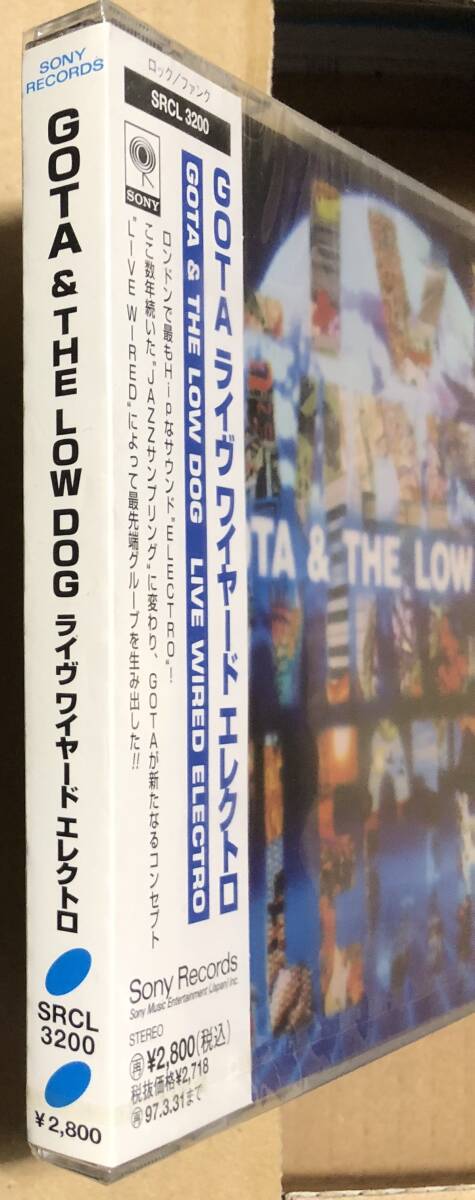 SONY
RECORDS
GOTA & THE LOW DOG ライヴ ワイヤード エレクトロ
SRCL
3200
¥2,800
ロック/ファンク
SRCL 3200
SONY
GOTA ライヴ ワイヤード エレクトロ
GOTA & THE LOW DOG LIVE WIRED ELECTRO
ロンドンで最もHipなサウンド"ELECTRO"!
ここ数年続いた"JAZZサンプリング"に変わり、GOTAが新たなるコンセプト
"LIVE WIRED"によって最先端グループを生み出した!!
Sony Records
Sony Music Entertainment (Japan) Inc.
STEREO
再¥2,800(税込)
税抜価格¥2,718
再97.3.31まで
OTA & THE LOW